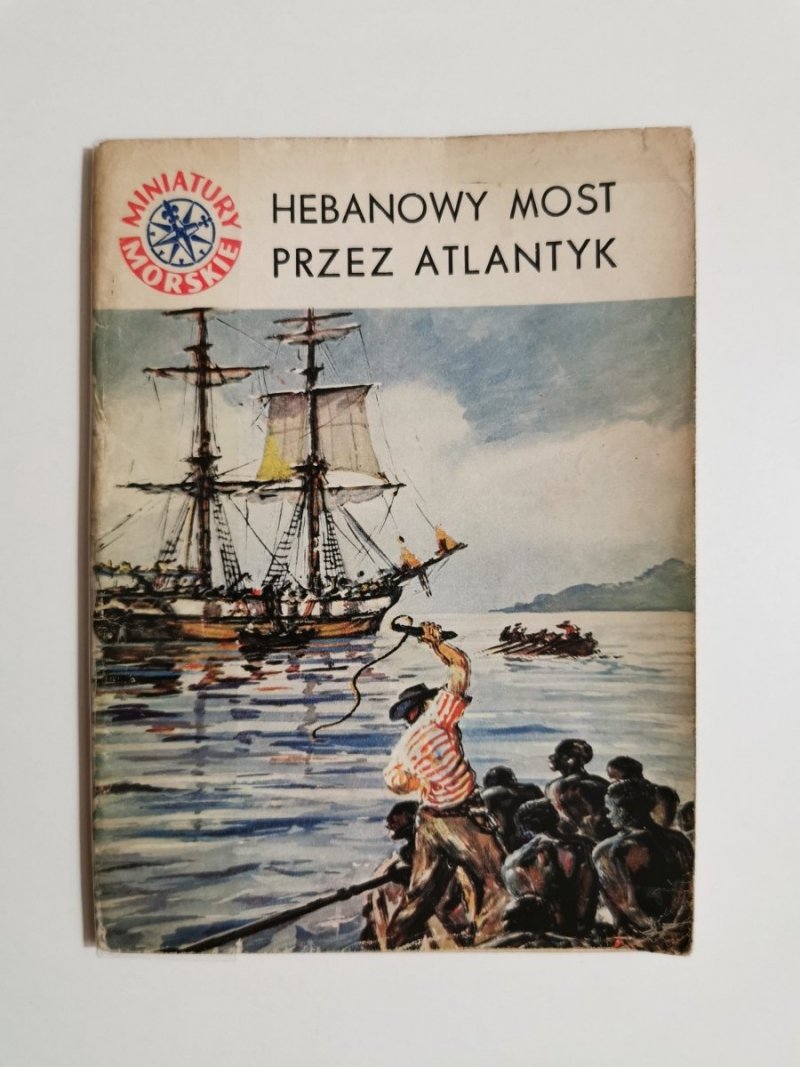 MINIATURY
MORSKIE
HEBANOWY MOST
PRZEZ ATLANTYK